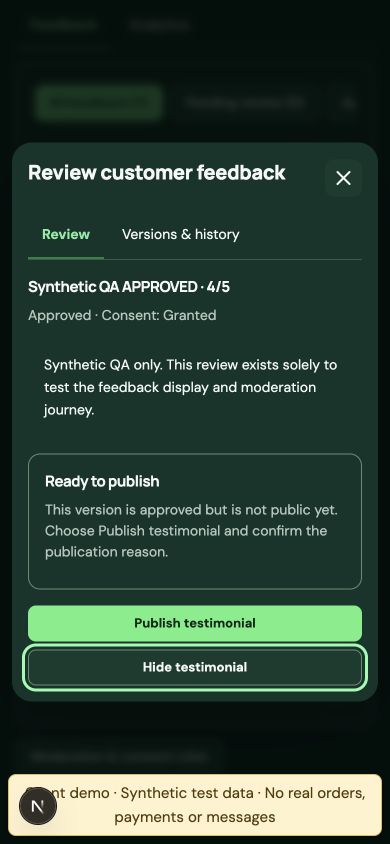 Review customer feedback
Review
Versions & history
Synthetic QA APPROVED · 4/5
Approved · Consent: Granted
Synthetic QA only. This review exists solely to
test the feedback display and moderation
journey.
Ready to publish
This version is approved but is not public yet.
Choose Publish testimonial and confirm the
publication reason.
Publish testimonial
Hide testimonial
N
demo · Synthetic test data · No real orders,
payments or messages